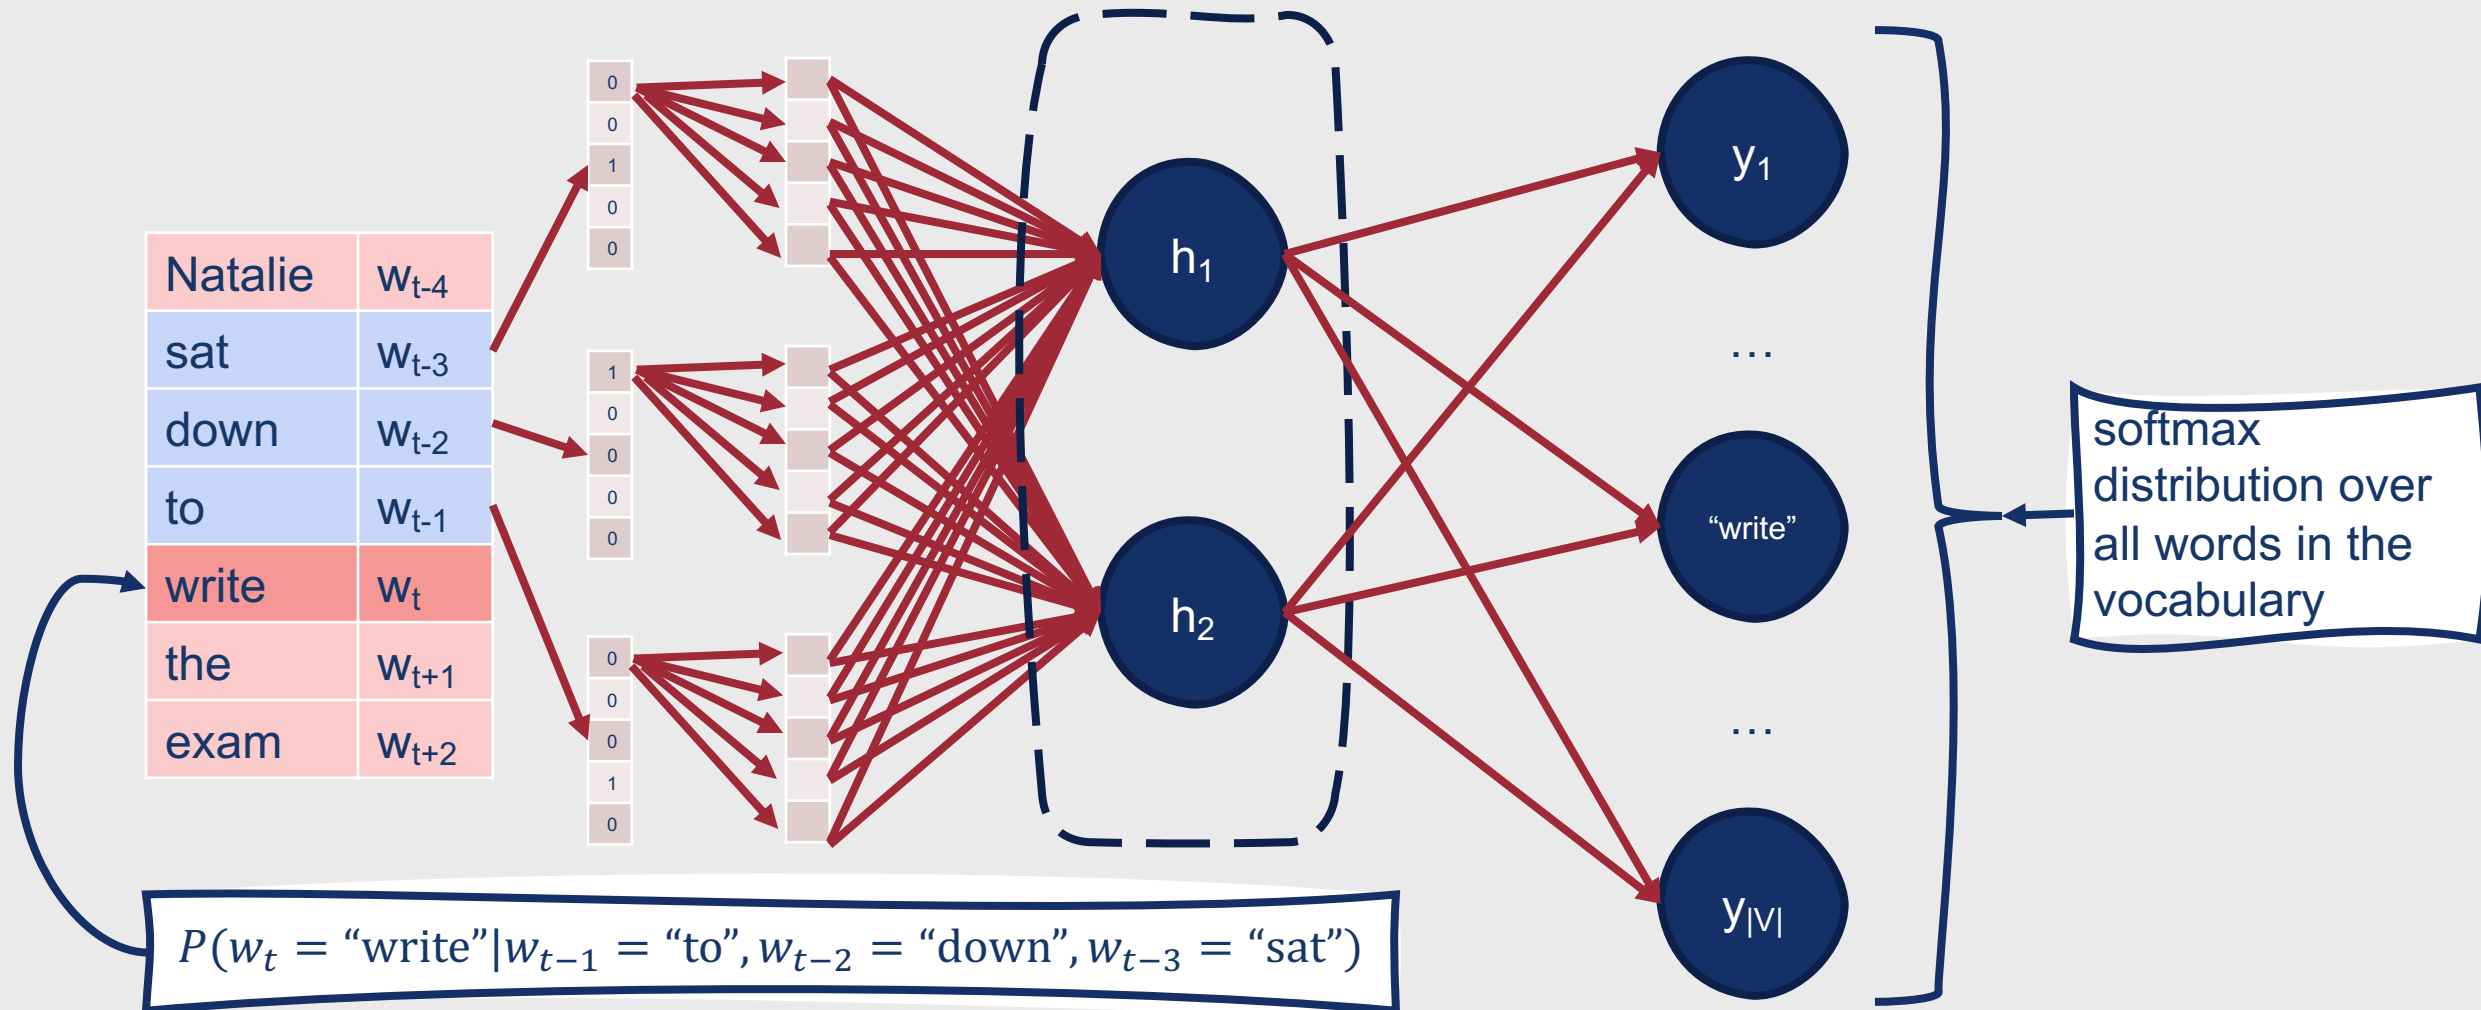 Natalie w_{t-4}
sat w_{t-3}
down w_{t-2}
to w_{t-1}
write w_t
the w_{t+1}
exam w_{t+2}
0
0
1
0
0
1
0
0
0
0
0
0
0
1
0
h_1
h_2
y_1
…
“write”
…
y_{|V|}
softmax
distribution over
all words in the
vocabulary
P(w_t = “write”|w_{t−1} = “to”, w_{t−2} = “down”, w_{t−3} = “sat”)